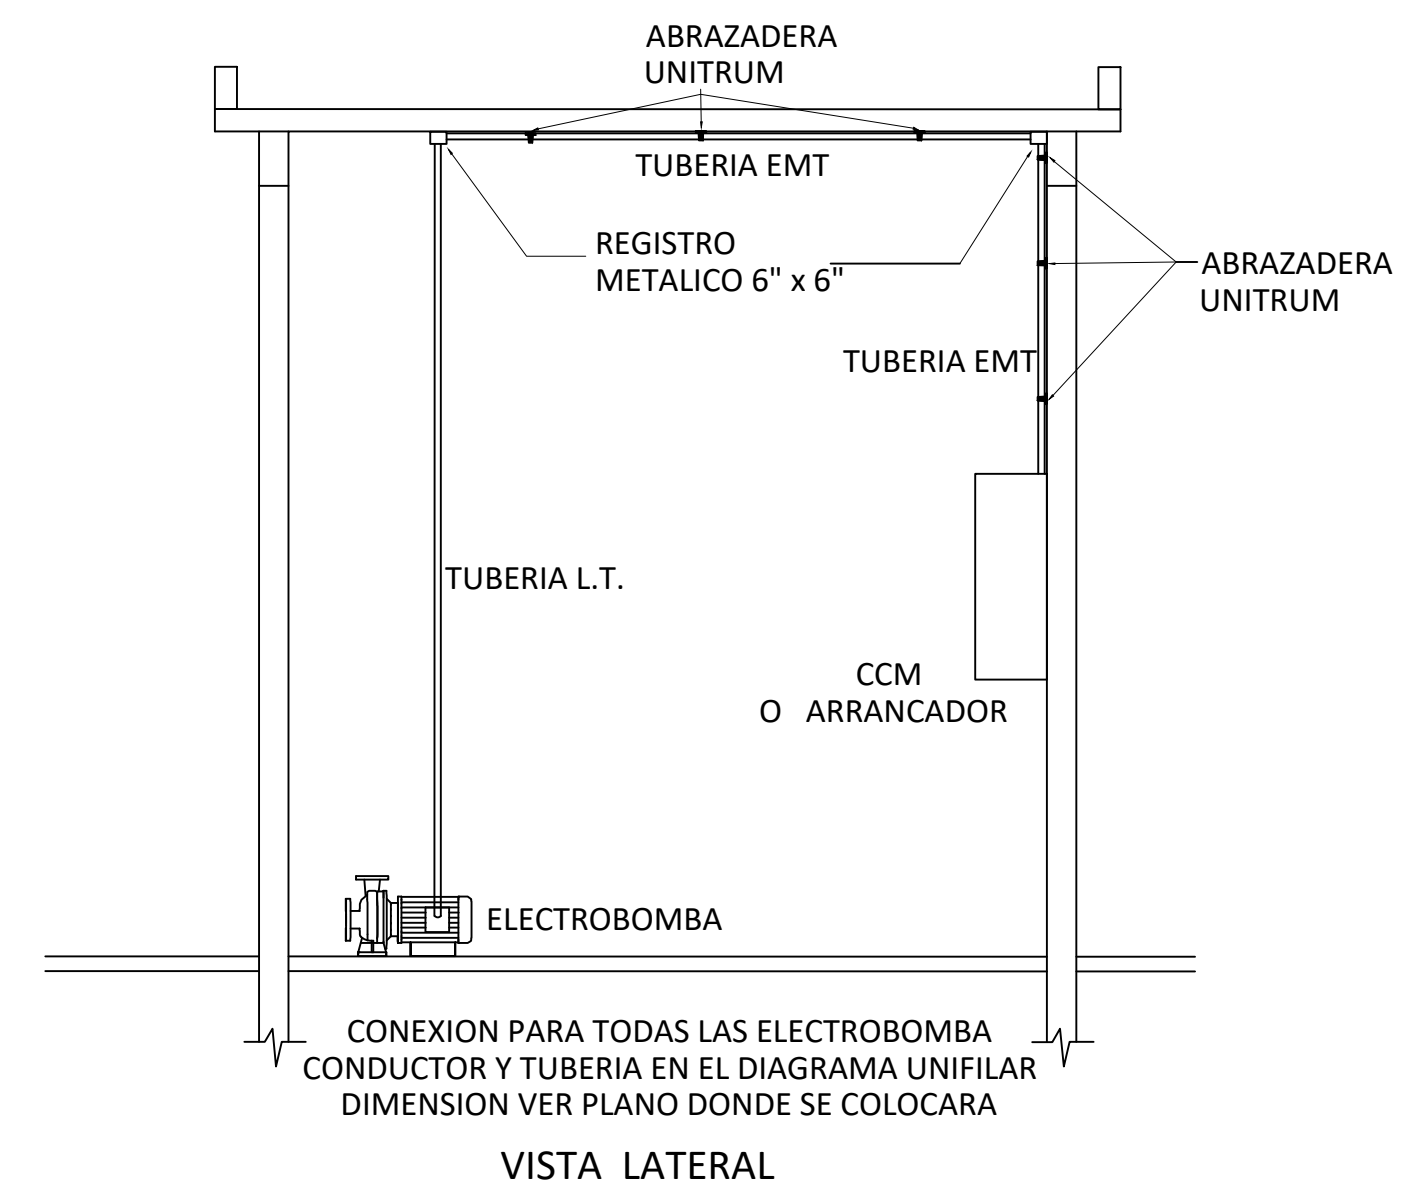 ABRAZADERA
UNITRUM
TUBERIA EMT
REGISTRO
METALICO 6" x 6"
ABRAZADERA
UNITRUM
TUBERIA EMT
TUBERIA L.T.
CCM
O ARRANCADOR
ELECTROBOMBA
CONEXION PARA TODAS LAS ELECTROBOMBA
CONDUCTOR Y TUBERIA EN EL DIAGRAMA UNIFILAR
DIMENSION VER PLANO DONDE SE COLOCARA
VISTA LATERAL